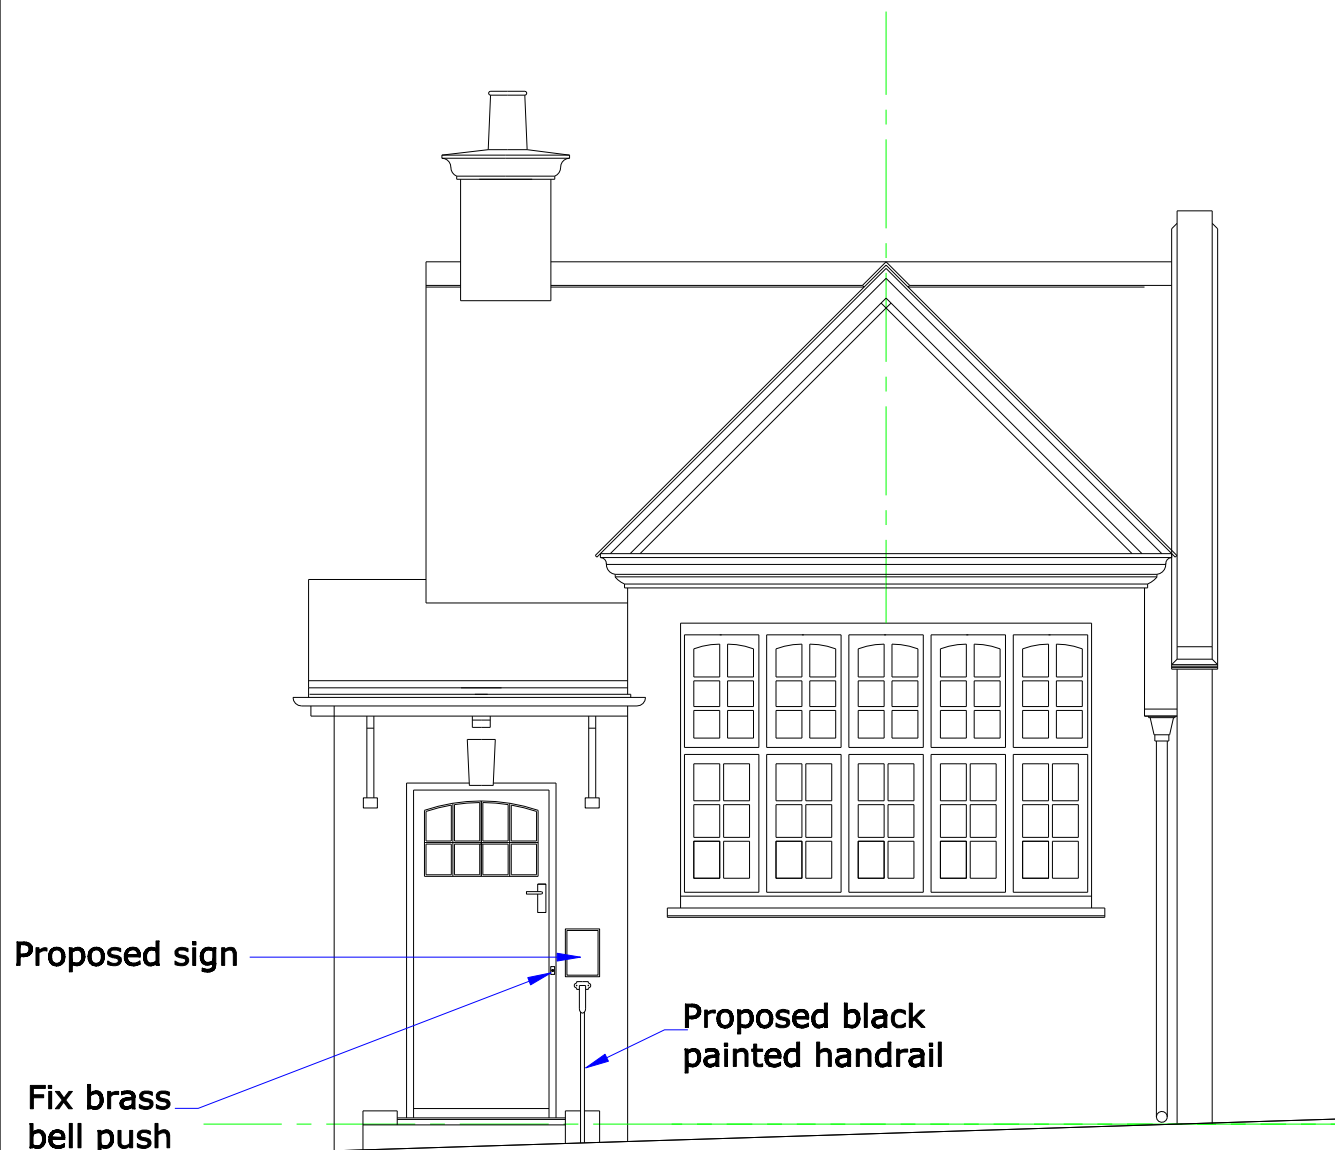 Proposed sign
Proposed black
painted handrail
Fix brass
bell push